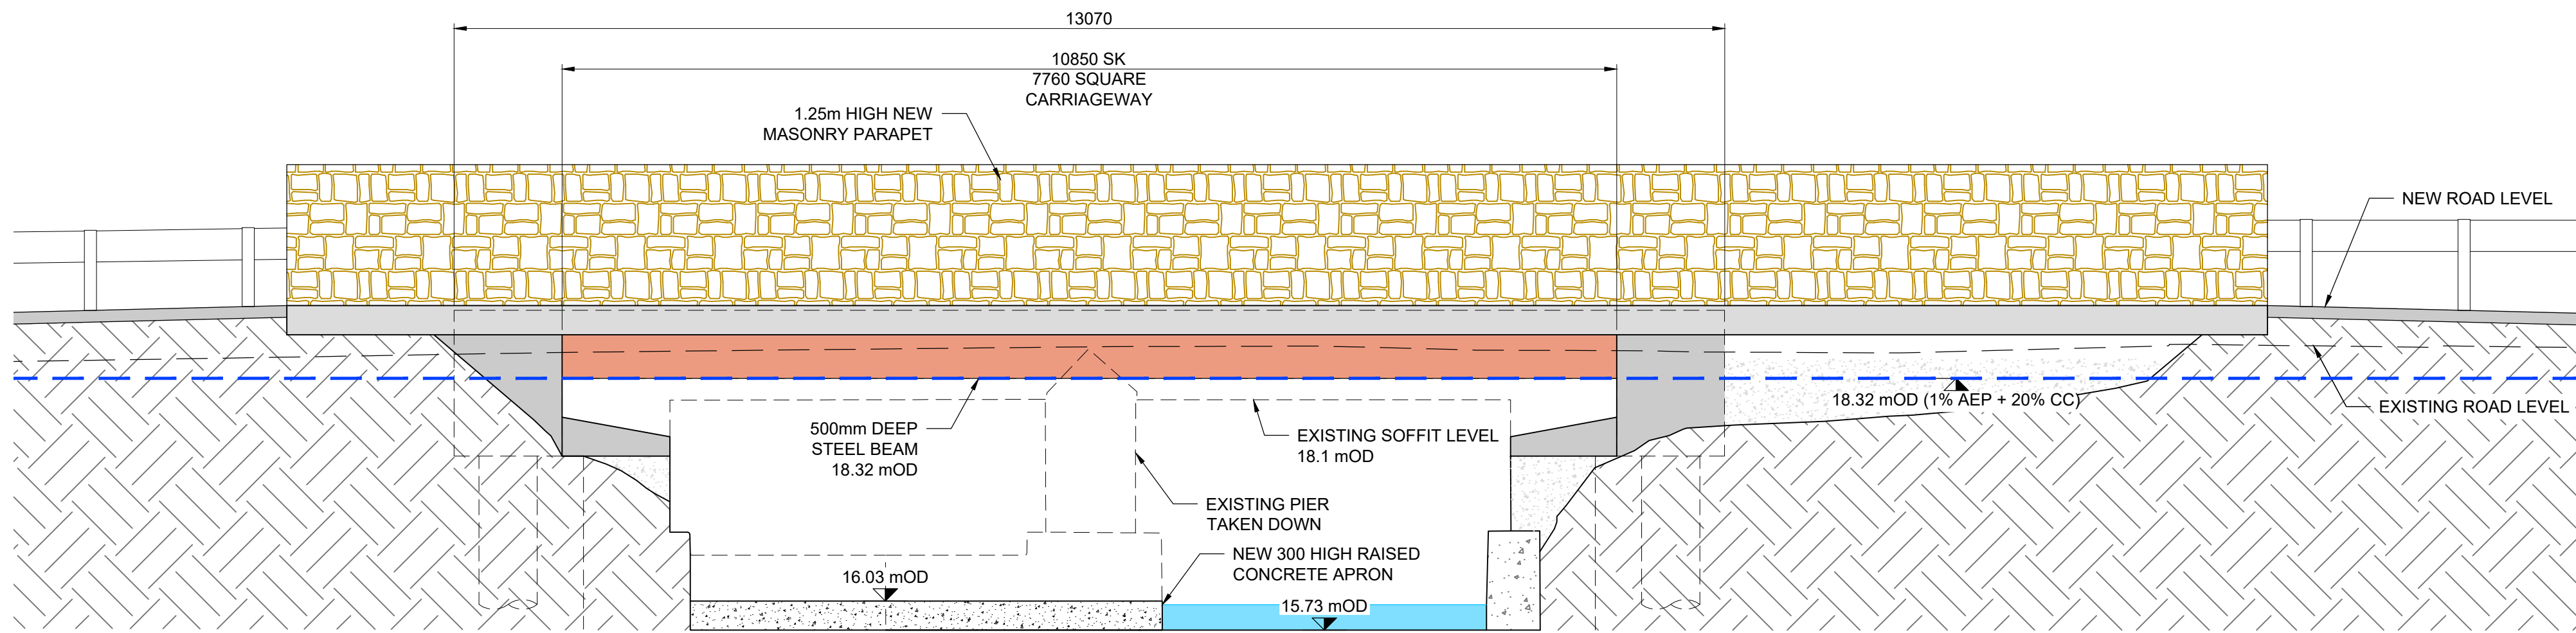 13070
10850 SK
7760 SQUARE
CARRIAGEWAY
1.25m HIGH NEW
MASONRY PARAPET
NEW ROAD LEVEL
18.32 mOD (1% AEP + 20% CC)
EXISTING ROAD LEVEL
500mm DEEP
STEEL BEAM
18.32 mOD
EXISTING SOFFIT LEVEL
18.1 mOD
EXISTING PIER
TAKEN DOWN
NEW 300 HIGH RAISED
CONCRETE APRON
16.03 mOD
15.73 mOD